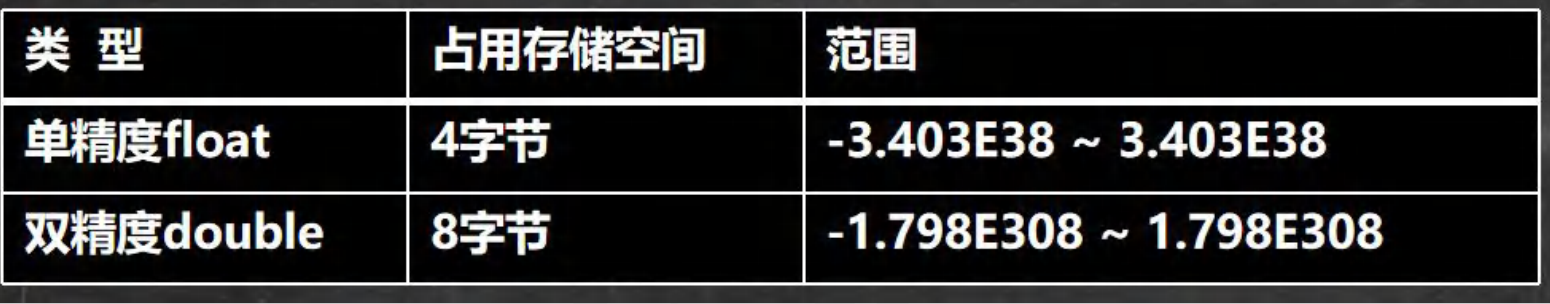 类 型 占用存储空间 范围
单精度float 4字节 -3.403E38 ~ 3.403E38
双精度double 8字节 -1.798E308 ~ 1.798E308